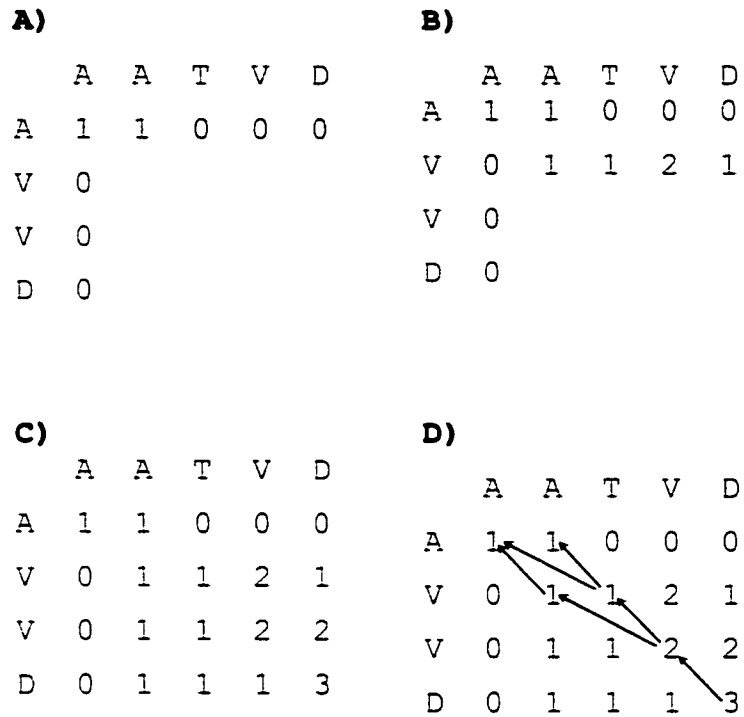 A)
A A T V D
A 1 1 0 0 0
V 0
V 0
D 0
B)
A A T V D
A 1 1 0 0 0
V 0 1 1 2 1
V 0
D 0
C)
A A T V D
A 1 1 0 0 0
V 0 1 1 2 1
V 0 1 1 2 2
D 0 1 1 1 3
D)
A A T V D
A 1 1 0 0 0
V 0 1 1 2 1
V 0 1 1 2 2
D 0 1 1 1 3